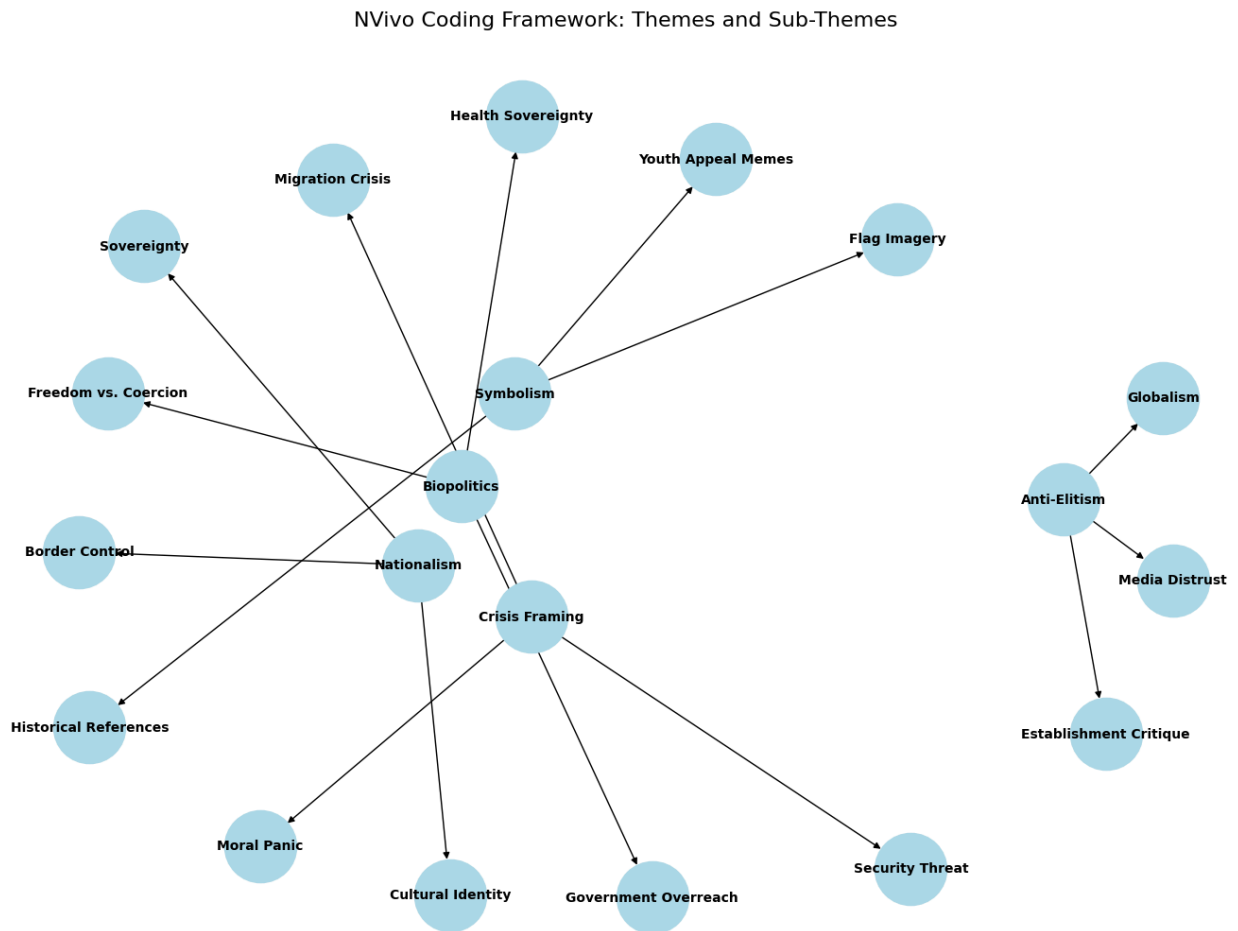 NVivo Coding Framework: Themes and Sub-Themes
Health Sovereignty
Youth Appeal Memes
Migration Crisis
Flag Imagery
Sovereignty
Freedom vs. Coercion
Symbolism
Globalism
Biopolitics
Anti-Elitism
Border Control
Nationalism
Media Distrust
Crisis Framing
Historical References
Establishment Critique
Moral Panic
Security Threat
Cultural Identity
Government Overreach